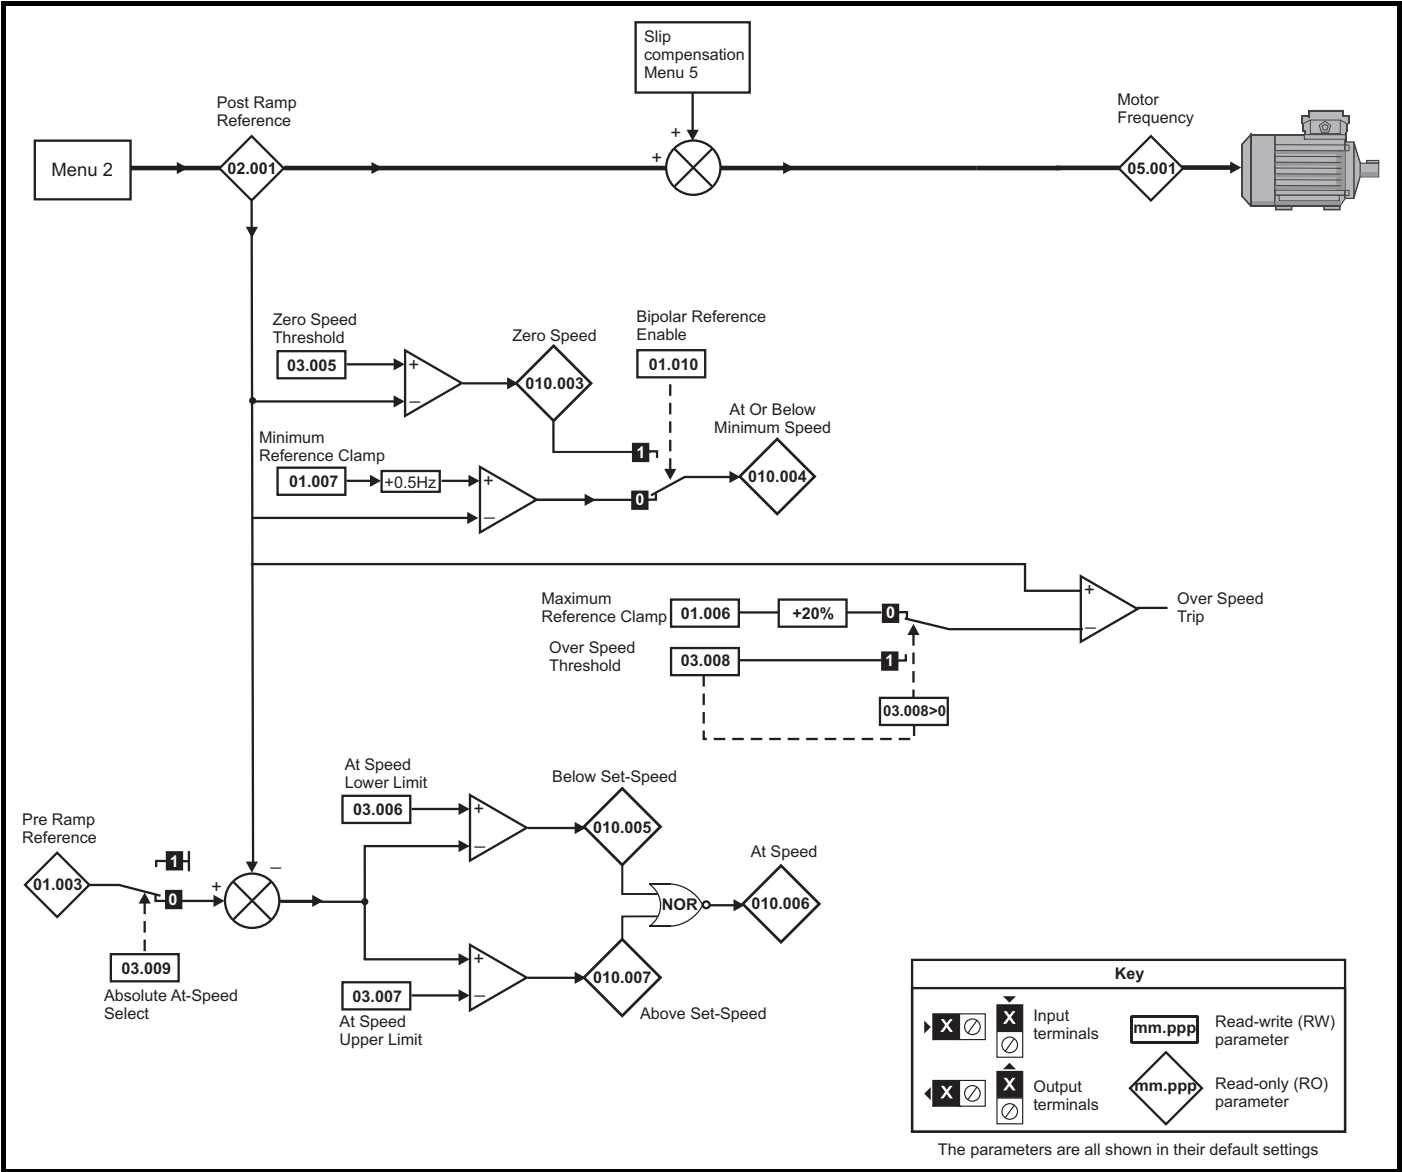 Slip
compensation
Menu 5
Post Ramp
Reference
Motor
Frequency
+
+
Menu 2
02.001
05.001
Zero Speed
Threshold
03.005
+
–
Zero Speed
010.003
Bipolar Reference
Enable
01.010
1
At Or Below
Minimum Speed
010.004
Minimum
Reference Clamp
01.007
+0.5Hz
+
–
0
Maximum
Reference Clamp
01.006
+20%
0
Over Speed
Threshold
03.008
1
03.008>0
+
–
Over Speed
Trip
At Speed
Lower Limit
03.006
+
–
Below Set-Speed
010.005
Pre Ramp
Reference
01.003
1
0
+
–
03.009
Absolute At-Speed
Select
NOR
At Speed
010.006
+
–
03.007
At Speed
Upper Limit
010.007
Above Set-Speed
Key
X
X
Input
terminals
mm.ppp
Read-write (RW)
parameter
X
X
Output
terminals
mm.ppp
Read-only (RO)
parameter
The parameters are all shown in their default settings